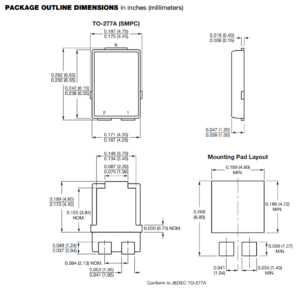 PACKAGE OUTLINE DIMENSIONS in inches (millimeters)
TO-277A (SMPC)
0.187 (4.75)
0.175 (4.45)
K
0.016 (0.40)
0.006 (0.15)
0.262 (6.65)
0.250 (6.35)
0.242 (6.15)
0.238 (6.05)
2 1
0.171 (4.35)
0.167 (4.25)
0.047 (1.20)
0.039 (1.00)
0.146 (3.70)
0.134 (3.40)
0.087 (2.20)
0.075 (1.90)
Mounting Pad Layout
0.189 (4.80)
MIN.
0.189 (4.80)
0.173 (4.40)
0.155 (3.94)
NOM.
0.030 (0.75) NOM.
0.268
(6.80)
0.186 (4.72)
MIN.
0.049 (1.24)
0.037 (0.94)
0.084 (2.13) NOM.
0.053 (1.35)
0.041 (1.05)
0.050 (1.27)
MIN.
0.041
(1.04)
0.055 (1.40)
MIN.
Conform to JEDEC TO-277A